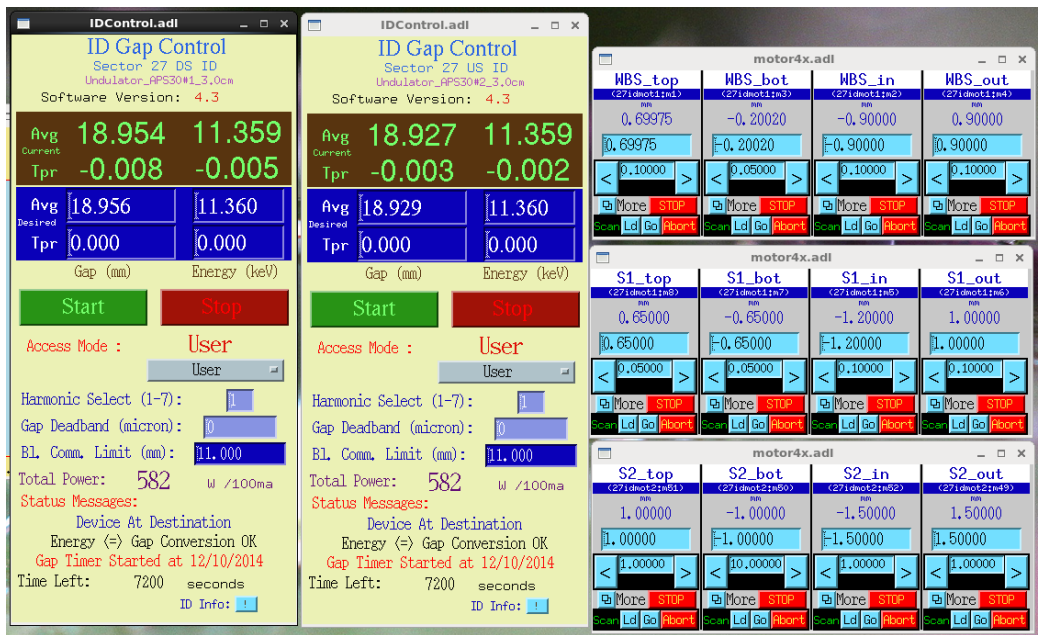 IDControl.adl
ID Gap Control
Sector 27 DS ID
Undulator_APS30#1_3.0cm
Software Version: 4.3
Avg 18.954 11.359
Current
Tpr -0.008 -0.005
Avg 18.956 11.360
Desired
Tpr 0.000 0.000
Gap (mm) Energy (keV)
Start Stop
Access Mode : User
User
Harmonic Select (1-7): 1
Gap Deadband (micron): 0
Bl. Comm. Limit (mm): 11.000
Total Power: 582 W /100ma
Status Messages:
Device At Destination
Energy <=> Gap Conversion OK
Gap Timer Started at 12/10/2014
Time Left: 7200 seconds
ID Info: !
IDControl.adl
ID Gap Control
Sector 27 US ID
Undulator_APS30#2_3.0cm
Software Version: 4.3
Avg 18.927 11.359
Current
Tpr -0.003 -0.002
Avg 18.929 11.360
Desired
Tpr 0.000 0.000
Gap (mm) Energy (keV)
Start Stop
Access Mode : User
User
Harmonic Select (1-7): 1
Gap Deadband (micron): 0
Bl. Comm. Limit (mm): 11.000
Total Power: 582 W /100ma
Status Messages:
Device At Destination
Energy <=> Gap Conversion OK
Gap Timer Started at 12/10/2014
Time Left: 7200 seconds
ID Info: !
motor4x.adl
WBS_top WBS_bot WBS_in WBS_out
(27idmot1:m1) (27idmot1:m3) (27idmot1:m2) (27idmot1:m4)
mm mm mm mm
0.69975 -0.20020 -0.90000 0.90000
0.69975 -0.20020 -0.90000 0.90000
< 0.10000 > < 0.05000 > < 0.10000 > < 0.10000 >
More STOP More STOP More STOP More STOP
Scan Ld Go Abort Scan Ld Go Abort Scan Ld Go Abort Scan Ld Go Abort
motor4x.adl
S1_top S1_bot S1_in S1_out
(27idmot1:m8) (27idmot1:m7) (27idmot1:m5) (27idmot1:m6)
mm mm mm mm
0.65000 -0.65000 -1.20000 1.00000
0.65000 -0.65000 -1.20000 1.00000
< 0.05000 > < 0.05000 > < 0.10000 > < 0.10000 >
More STOP More STOP More STOP More STOP
Scan Ld Go Abort Scan Ld Go Abort Scan Ld Go Abort Scan Ld Go Abort
motor4x.adl
S2_top S2_bot S2_in S2_out
(27idmot2:m51) (27idmot2:m50) (27idmot2:m52) (27idmot2:m49)
mm mm mm mm
1.00000 -1.00000 -1.50000 1.50000
1.00000 -1.00000 -1.50000 1.50000
< 1.00000 > < 10.00000 > < 1.00000 > < 1.00000 >
More STOP More STOP More STOP More STOP
Scan Ld Go Abort Scan Ld Go Abort Scan Ld Go Abort Scan Ld Go Abort